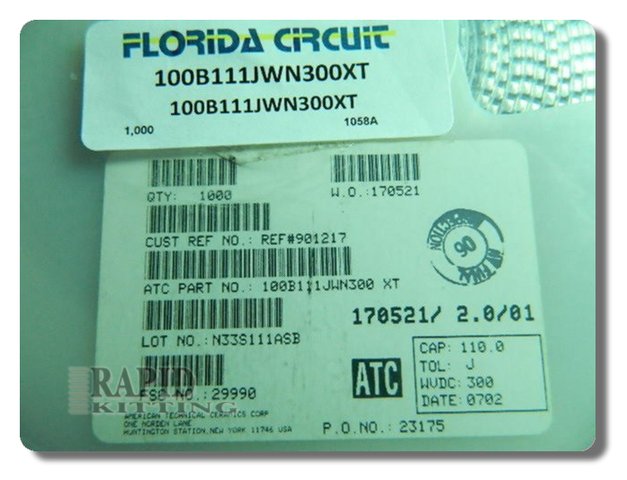 FLORIDA CIRCUIT
100B111JWN300XT
100B111JWN300XT
1,000 1058A
QTY: 1000 W.O.:170521
CUST REF NO.: REF#901217
90
ATC PART NO.: 100B111JWN300 XT
170521/ 2.0/01
LOT NO.:N33S111ASB
CAP: 110.0
TOL: J
WVDC: 300
DATE: 0702
ATC
FSC NO.:29990
RAPID
KITTING
AMERICAN TECHNICAL CERAMICS CORP
ONE NORDEN LANE
HUNTINGTON STATION,NEW YORK 11746 USA
P.O.NO.: 23175